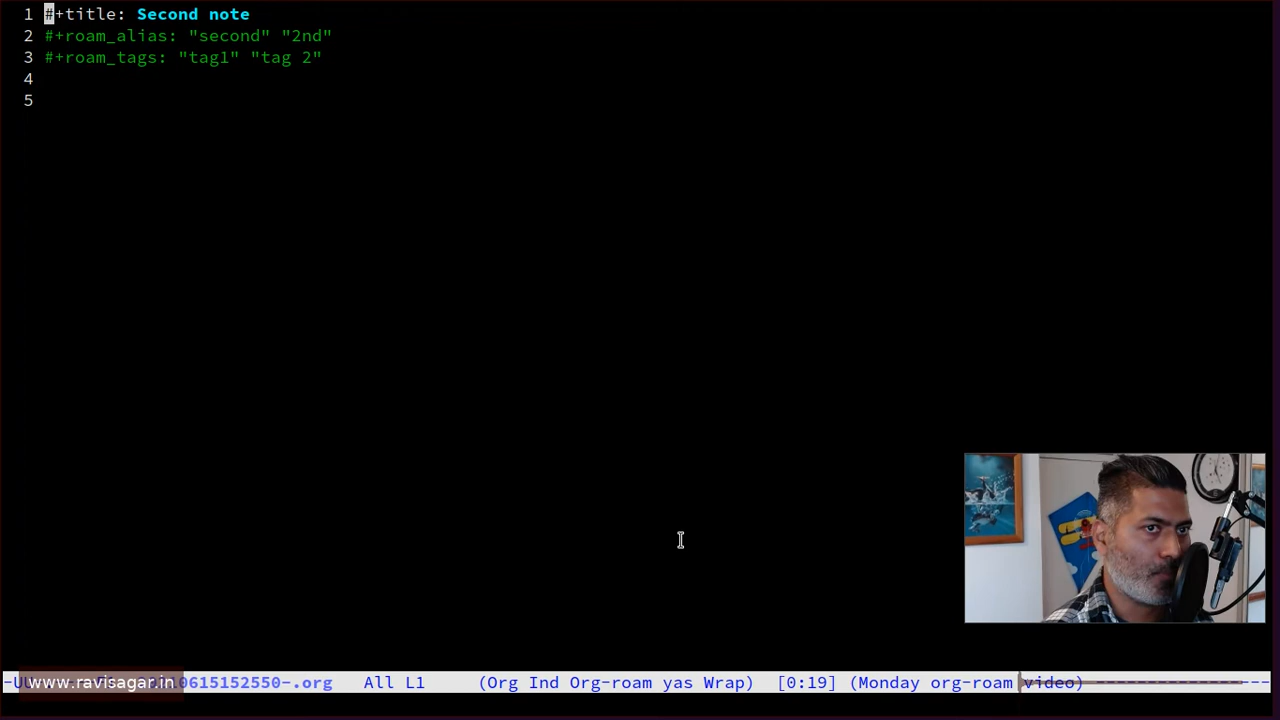 1 #+title: Second note
2 #+roam_alias: "second" "2nd"
3 #+roam_tags: "tag1" "tag 2"
4
5
www.ravisagar.in 0615152550-.org All L1 (Org Ind Org-roam yas Wrap) [0:19] (Monday org-roam video)